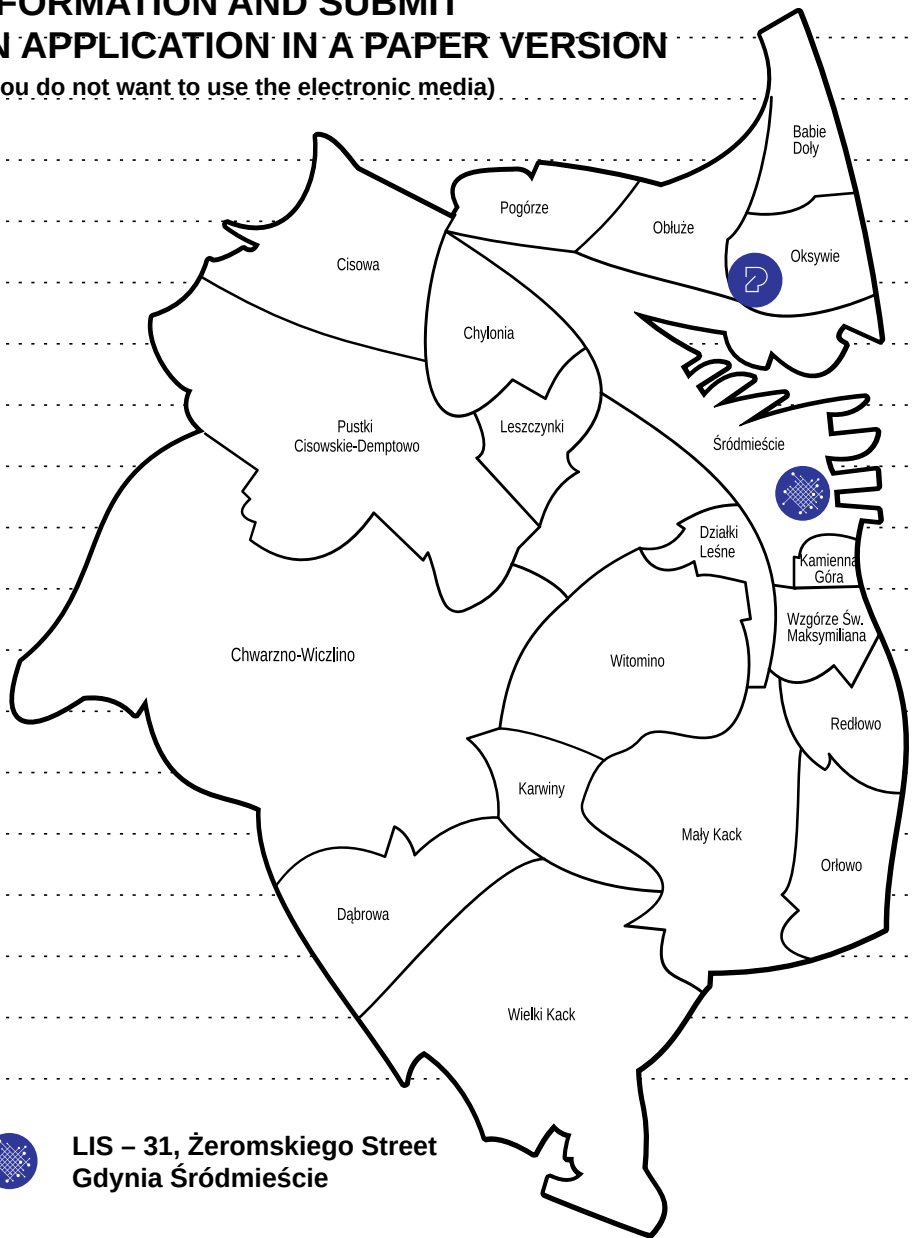 FORMATION AND SUBMIT
N APPLICATION IN A PAPER VERSION
ou do not want to use the electronic media)
Babie
Doły
Pogórze
Obłuże
Oksywie
Cisowa
Chylonia
Pustki
Cisowskie-Demptowo
Leszczynki
Śródmieście
Działki
Leśne
Kamienna
Góra
Wzgórze Św.
Maksymiliana
Chwarzno-Wiczlino
Witomino
Redłowo
Karwiny
Mały Kack
Orłowo
Dąbrowa
Wielki Kack
LIS – 31, Żeromskiego Street
Gdynia Śródmieście